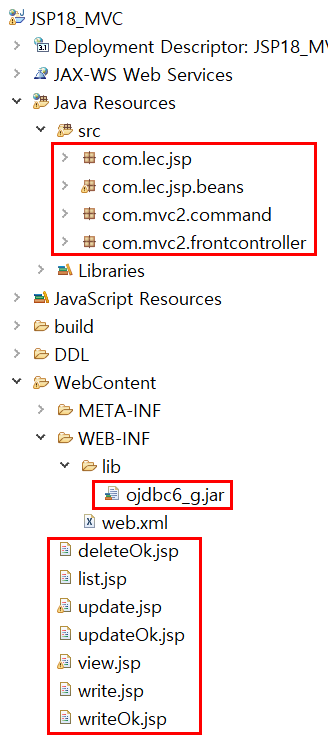 JSP18_MVC
Deployment Descriptor: JSP18_MVC
JAX-WS Web Services
Java Resources
src
com.lec.jsp
com.lec.jsp.beans
com.mvc2.command
com.mvc2.frontcontroller
Libraries
JavaScript Resources
build
DDL
WebContent
META-INF
WEB-INF
lib
ojdbc6_g.jar
web.xml
deleteOk.jsp
list.jsp
update.jsp
updateOk.jsp
view.jsp
write.jsp
writeOk.jsp